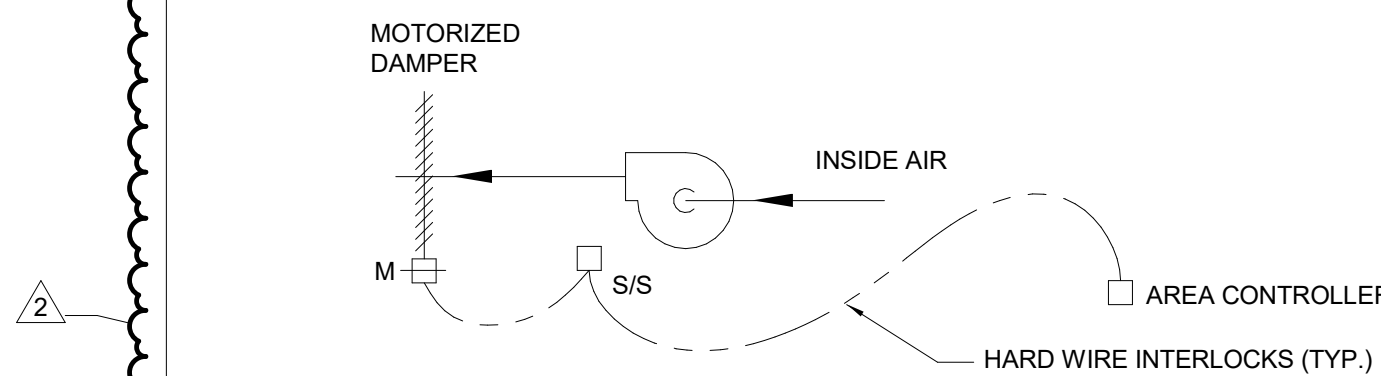 MOTORIZED
DAMPER
INSIDE AIR
M
S/S
2
AREA CONTROLLER
HARD WIRE INTERLOCKS (TYP.)